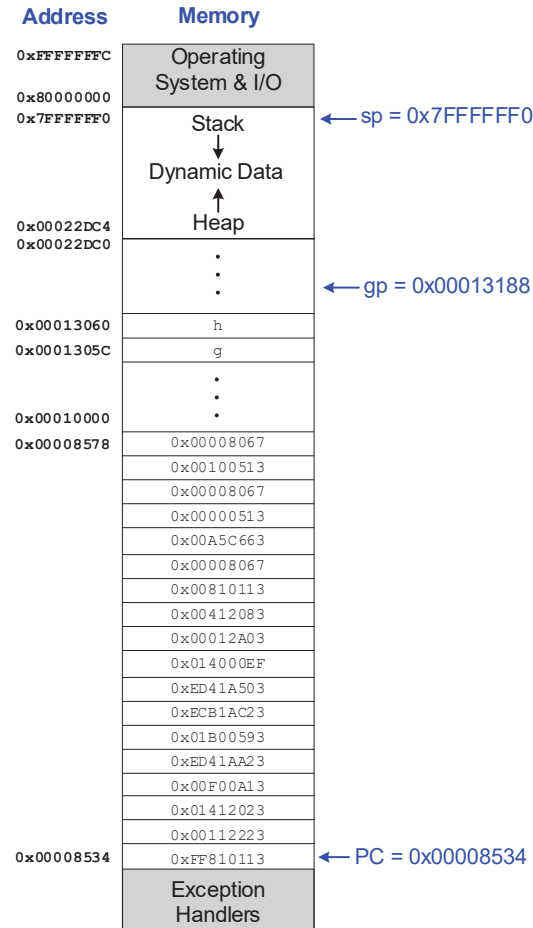 Address Memory
0xFFFFFFFC Operating
System & I/O
0x80000000
0x7FFFFFF0 Stack sp = 0x7FFFFFF0
Dynamic Data
0x00022DC4 Heap
0x00022DC0
gp = 0x00013188
0x00013060 h
0x0001305C g
0x00010000
0x00008578 0x00008067
0x00100513
0x00008067
0x00000513
0x00A5C663
0x00008067
0x00810113
0x00412083
0x00012A03
0x014000EF
0xED41A503
0xECB1AC23
0x01B00593
0xED41AA23
0x00F00A13
0x01412023
0x00112223
0x00008534 0xFF810113 PC = 0x00008534
Exception
Handlers